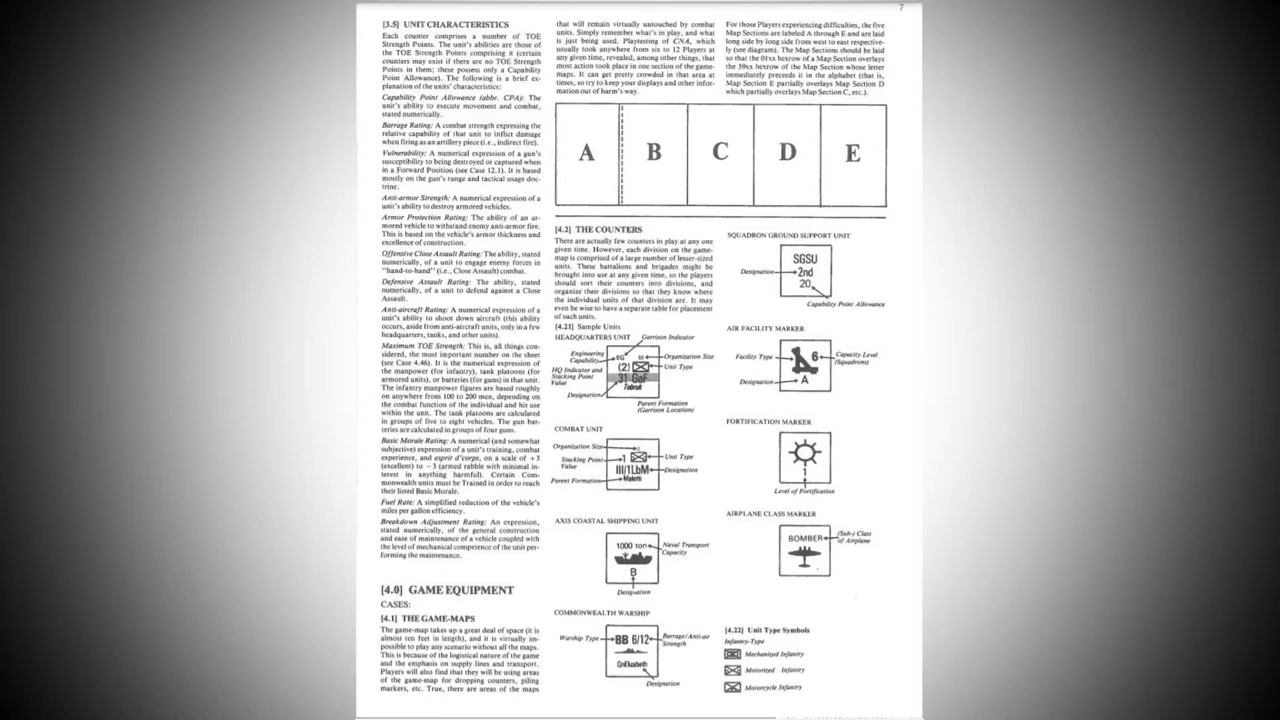 7
[3.5] UNIT CHARACTERISTICS
Each counter comprises a number of TOE
Strength Points. The unit's abilities are those of
the TOE Strength Points comprising it (certain
counters may exist if there are no TOE Strength
Points in them; these possess only a Capability
Point Allowance). The following is a brief ex-
planation of the units' characteristics:
Capability Point Allowance (abbr. CPA): The
unit's ability to execute movement and combat,
stated numerically.
Barrage Rating: A combat strength expressing the
relative capability of that unit to inflict damage
when firing as an artillery piece (i.e., indirect fire).
Vulnerability: A numerical expression of a gun's
susceptibility to being destroyed or captured when
in a Forward Position (see Case 12.1). It is based
mostly on the gun's range and tactical usage doc-
trine.
Anti-armor Strength: A numerical expression of a
unit's ability to destroy armored vehicles.
Armor Protection Rating: The ability of an ar-
mored vehicle to withstand enemy anti-armor fire.
This is based on the vehicle's armor thickness and
excellence of construction.
Offensive Close Assault Rating: The ability, stated
numerically, of a unit to engage enemy forces in
"hand-to-hand" (i.e., Close Assault) combat.
Defensive Assault Rating: The ability, stated
numerically, of a unit to defend against a Close
Assault.
Anti-aircraft Rating: A numerical expression of a
unit's ability to shoot down aircraft (this ability
occurs, aside from anti-aircraft units, only in a few
headquarters, tanks, and other units).
Maximum TOE Strength: This is, all things con-
sidered, the most important number on the sheet
(see Case 4.46). It is the numerical expression of
the manpower (for infantry), tank platoons (for
armored units), or batteries (for guns) in that unit.
The infantry manpower figures are based roughly
on anywhere from 100 to 200 men, depending on
the combat function of the individual and his use
within the unit. The tank platoons are calculated
in groups of five to eight vehicles. The gun bat-
teries are calculated in groups of four guns.
Basic Morale Rating: A numerical (and somewhat
subjective) expression of a unit's training, combat
experience, and esprit d'corps, on a scale of +3
(excellent) to −3 (armed rabble with minimal in-
terest in anything harmful). Certain Com-
monwealth units must be Trained in order to reach
their listed Basic Morale.
Fuel Rate: A simplified reduction of the vehicle's
miles per gallon efficiency.
Breakdown Adjustment Rating: An expression,
stated numerically, of the general construction
and ease of maintenance of a vehicle coupled with
the level of mechanical competence of the unit per-
forming the maintenance.
[4.0] GAME EQUIPMENT
CASES:
[4.1] THE GAME-MAPS
The game-map takes up a great deal of space (it is
almost ten feet in length), and it is virtually im-
possible to play any scenario without all the maps.
This is because of the logistical nature of the game
and the emphasis on supply lines and transport.
Players will also find that they will be using areas
of the game-map for dropping counters, piling
markers, etc. True, there are areas of the maps
that will remain virtually untouched by combat
units. Simply remember what's in play, and what
is just being used. Playtesting of CNA, which
usually took anywhere from six to 12 Players at
any given time, revealed, among other things, that
most action took place in one section of the game-
maps. It can get pretty crowded in that area at
times, so try to keep your displays and other infor-
mation out of harm's way.
For those Players experiencing difficulties, the five
Map Sections are labeled A through E and are laid
long side by long side from west to east respective-
ly (see diagram). The Map Sections should be laid
so that the 01xx hexrow of a Map Section overlays
the 39xx hexrow of the Map Section whose letter
immediately preceeds it in the alphabet (that is,
Map Section E partially overlays Map Section D
which partially overlays Map Section C, etc.).
A B C D E
[4.2] THE COUNTERS
There are actually few counters in play at any one
given time. However, each division on the game-
map is comprised of a large number of lesser-sized
units. These battalions and brigades might be
brought into use at any given time, so the players
should sort their counters into divisions, and
organize their divisions so that they know where
the individual units of that division are. It may
even be wise to have a separate table for placement
of such units.
[4.21] Sample Units
HEADQUARTERS UNIT
Garrison Indicator
Engineering
Capability
EG
III
Organization Size
HQ Indicator and
Stacking Point
Value
(2)
Unit Type
31 GaF
Tobruk
Designation
Parent Formation
(Garrison Location)
COMBAT UNIT
Organization Size
II
Stacking Point
Value
1
Unit Type
III/1LbM
Designation
Parent Formation
Maletti
AXIS COASTAL SHIPPING UNIT
1000 ton
Naval Transport
Capacity
B
Designation
COMMONWEALTH WARSHIP
Warship Type
BB 6/12
Barrage/Anti-air
Strength
QnElizabeth
Designation
SQUADRON GROUND SUPPORT UNIT
SGSU
Designation
2nd
20
Capability Point Allowance
AIR FACILITY MARKER
Facility Type
6
Capacity Level
(Squadrons)
Designation
A
FORTIFICATION MARKER
1
Level of Fortification
AIRPLANE CLASS MARKER
BOMBER
(Sub-) Class
of Airplane
[4.22] Unit Type Symbols
Infantry-Type
Mechanized Infantry
Motorized Infantry
Motorcycle Infantry